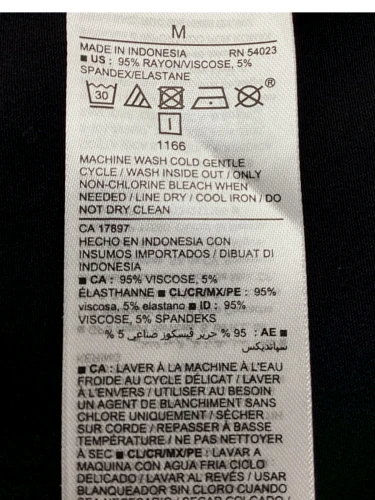 M
MADE IN INDONESIA RN 54023
■ US : 95% RAYON/VISCOSE, 5%
SPANDEX/ELASTANE
30
®
I
1166
MACHINE WASH COLD GENTLE
CYCLE / WASH INSIDE OUT / ONLY
NON-CHLORINE BLEACH WHEN
NEEDED / LINE DRY / COOL IRON / DO
NOT DRY CLEAN
CA 17897
HECHO EN INDONESIA CON
INSUMOS IMPORTADOS / DIBUAT DI
INDONESIA
■ CA : 95% VISCOSE, 5%
ÉLASTHANNE ■ CL/CR/MX/PE : 95%
viscosa, 5% elastano ■ ID : 95%
VISCOSE, 5% SPANDEKS
■ AE : 95 % حرير ڤيسكوز صناعي 5 %
سپاندیکس
■ CA : LAVER À LA MACHINE À L'EAU
FROIDE AU CYCLE DÉLICAT / LAVER
À L'ENVERS / UTILISER AU BESOIN
UN AGENT DE BLANCHIMENT SANS
CHLORE UNIQUEMENT / SÉCHER
SUR CORDE / REPASSER À BASSE
TEMPÉRATURE / NE PAS NETTOYER
À SEC ■ CL/CR/MX/PE : LAVAR A
MAQUINA CON AGUA FRIA CICLO
DELICADO / LAVAR AL REVÉS / USAR
BLANQUEADOR SIN CLORO CUANDO